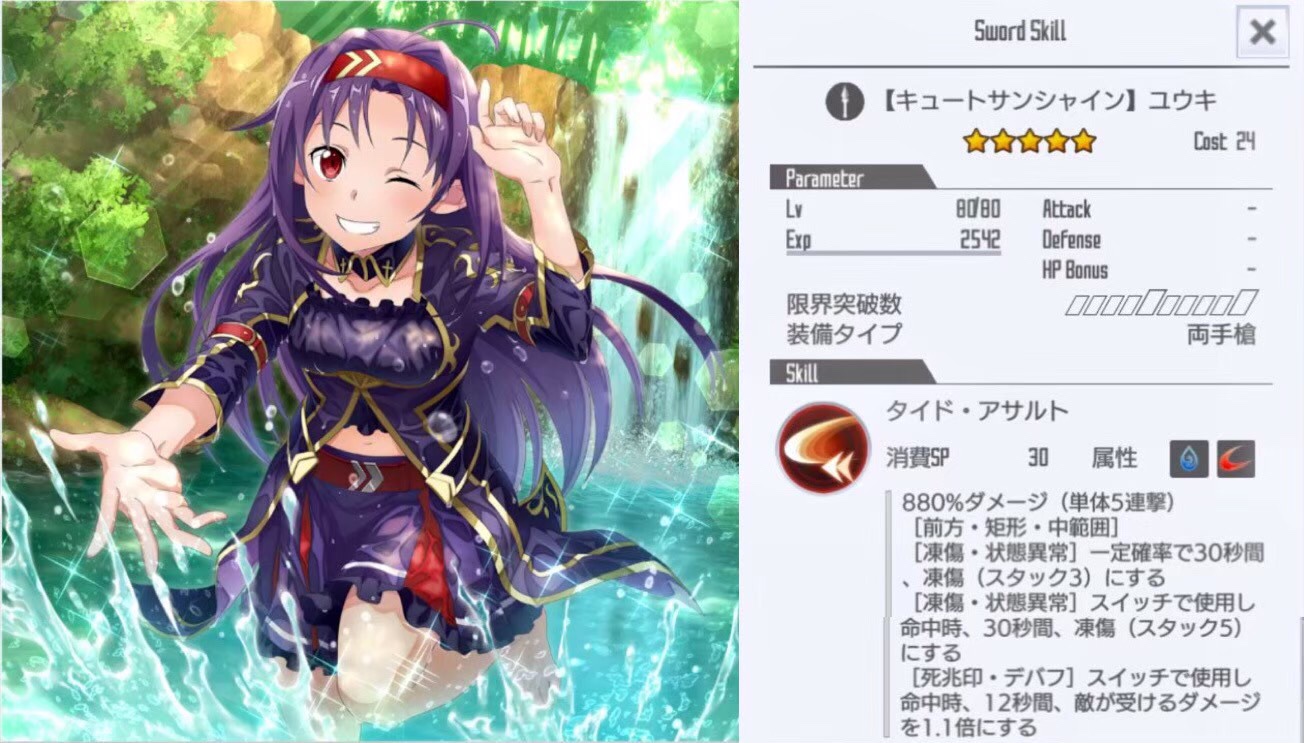 Sword Skill
【キュートサンシャイン】ユウキ
Cost 24
Parameter
Lv 80/80 Attack -
Exp 2542 Defense -
HP Bonus -
限界突破数
装備タイプ 両手槍
Skill
タイド・アサルト
消費SP 30 属性
880%ダメージ（単体5連撃）
［前方・矩形・中範囲］
［凍傷・状態異常］一定確率で30秒間
、凍傷（スタック3）にする
［凍傷・状態異常］スイッチで使用し
命中時、30秒間、凍傷（スタック5）
にする
［死兆印・デバフ］スイッチで使用し
命中時、12秒間、敵が受けるダメージ
を1.1倍にする